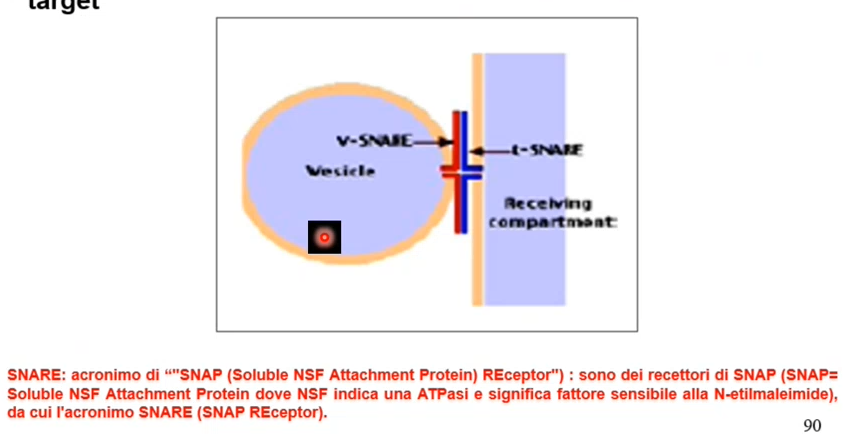 target
v-SNARE
t-SNARE
Vesicle
Receiving
compartment
SNARE: acronimo di “"SNAP (Soluble NSF Attachment Protein) REceptor") : sono dei recettori di SNAP (SNAP=
Soluble NSF Attachment Protein dove NSF indica una ATPasi e significa fattore sensibile alla N-etilmaleimide),
da cui l'acronimo SNARE (SNAP REceptor).
90